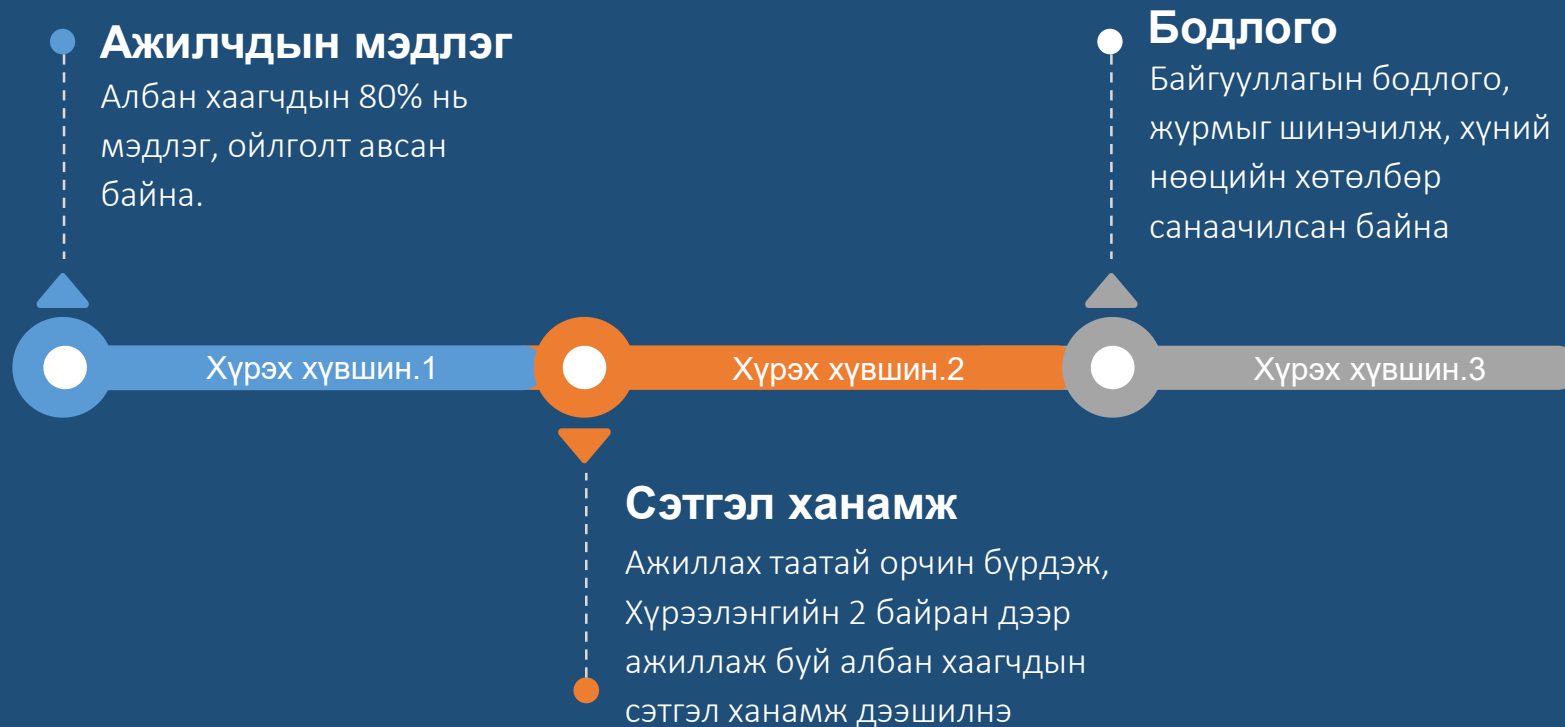 Ажилчдын мэдлэг
Албан хаагчдын 80% нь
мэдлэг, ойлголт авсан
байна.
Бодлого
Байгууллагын бодлого,
журмыг шинэчилж, хүний
нөөцийн хөтөлбөр
санаачилсан байна
Хүрэх хүвшин.1
Хүрэх хүвшин.2
Хүрэх хүвшин.3
Сэтгэл ханамж
Ажиллах таатай орчин бүрдэж,
Хүрээлэнгийн 2 байран дээр
ажиллаж буй албан хаагчдын
сэтгэл ханамж дээшилнэ